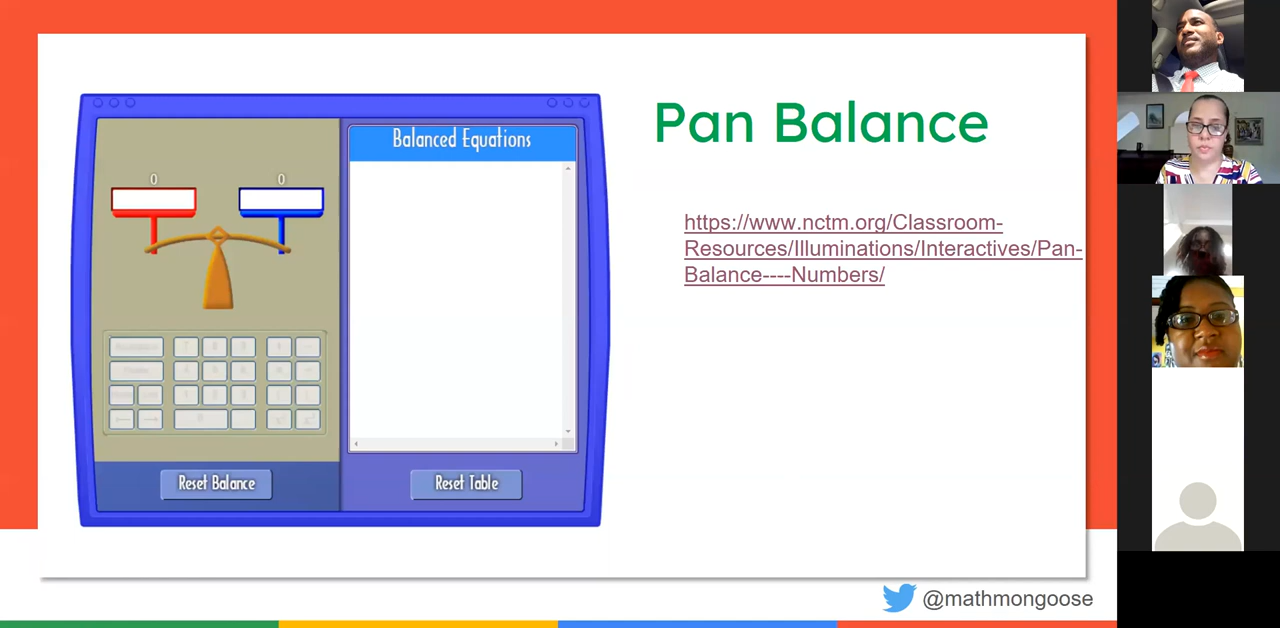 Pan Balance
Balanced Equations
0
0
https://www.nctm.org/Classroom-
Resources/Illuminations/Interactives/Pan-
Balance----Numbers/
Reset Balance
Reset Table
@mathmongoose